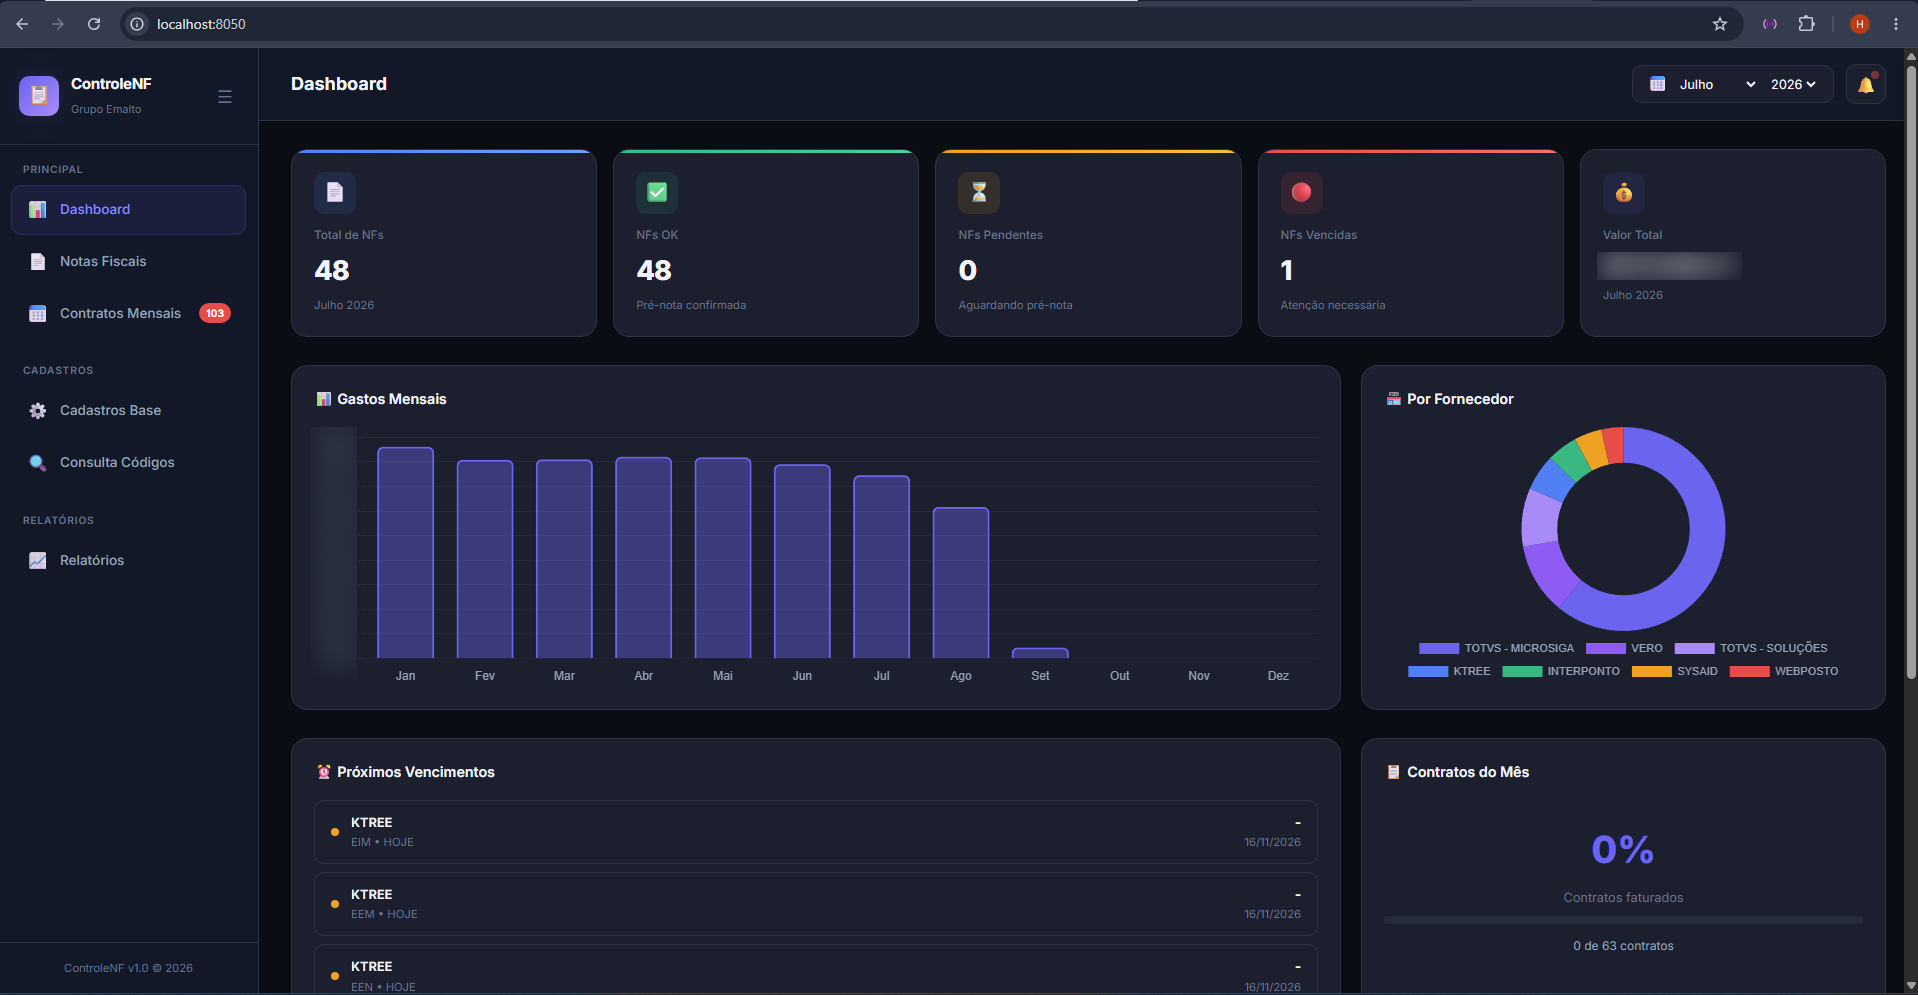 localhost:8050
H
ControleNF
Grupo Emalto
PRINCIPAL
Dashboard
Notas Fiscais
Contratos Mensais 103
CADASTROS
Cadastros Base
Consulta Códigos
RELATÓRIOS
Relatórios
ControleNF v1.0 © 2026
Dashboard
Julho 2026
Total de NFs
48
Julho 2026
NFs OK
48
Pré-nota confirmada
NFs Pendentes
0
Aguardando pré-nota
NFs Vencidas
1
Atenção necessária
Valor Total
Julho 2026
Gastos Mensais
Jan Fev Mar Abr Mai Jun Jul Ago Set Out Nov Dez
Por Fornecedor
TOTVS - MICROSIGA VERO TOTVS - SOLUÇÕES
KTREE INTERPONTO SYSAID WEBPOSTO
Próximos Vencimentos
KTREE -
EIM • HOJE 16/11/2026
KTREE -
EEM • HOJE 16/11/2026
KTREE -
EEN • HOJE 16/11/2026
Contratos do Mês
0%
Contratos faturados
0 de 63 contratos